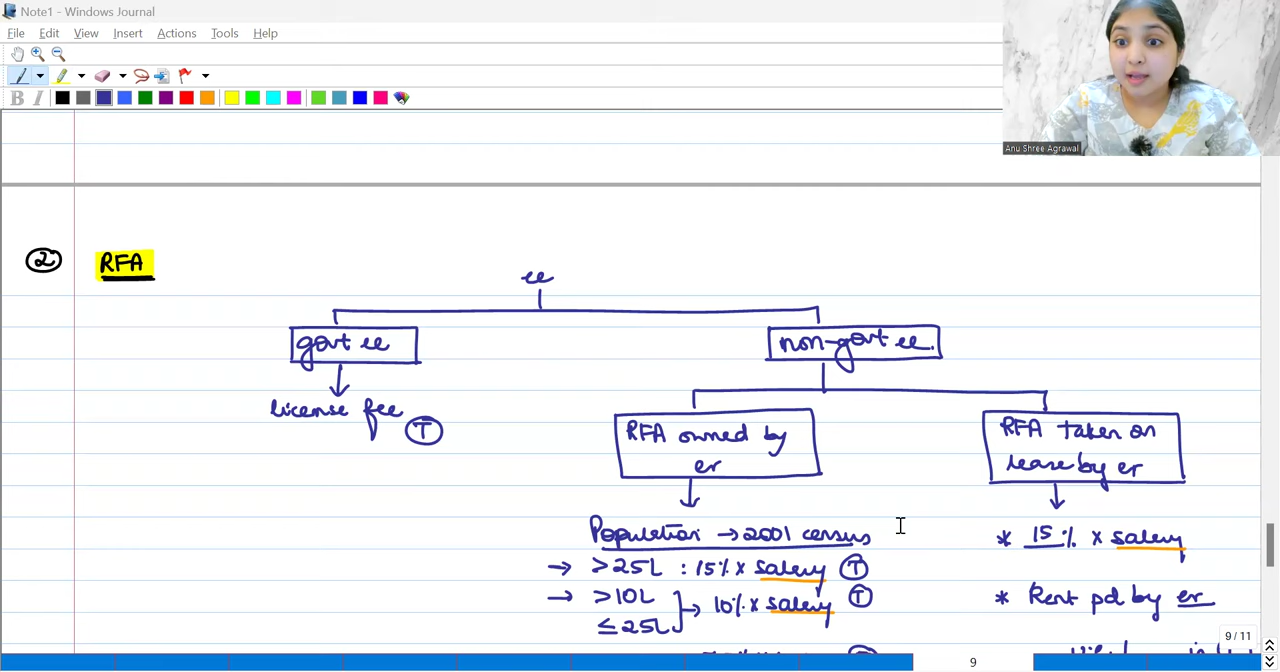 Note1 - Windows Journal
File Edit View Insert Actions Tools Help
B I
Anu Shree Agrawal
② RFA
ee
govt ee
non-govt ee.
license fee Ⓣ
RFA owned by er
RFA taken on lease by er
Population → 2001 census
→ >25L : 15% x salary Ⓣ
→ >10L
≤ 25L
→ 10% x salary Ⓣ
* 15% x salary
* Rent pd by er
9 / 11
9